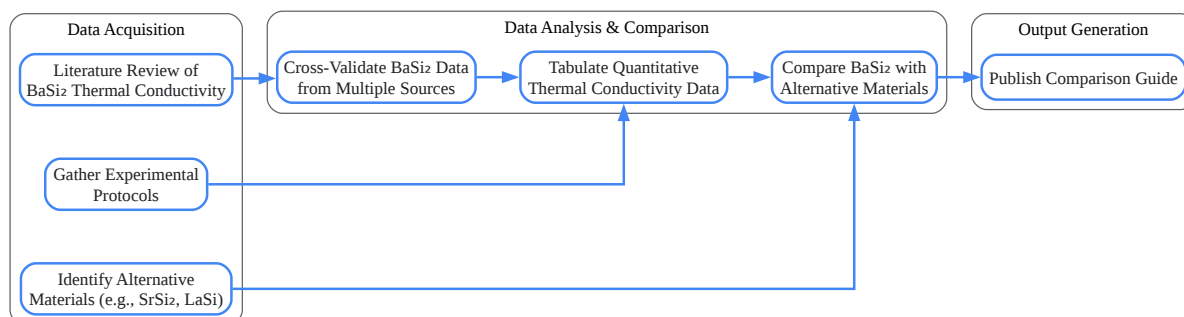 Data Acquisition
Literature Review of
BaSi₂ Thermal Conductivity
Gather Experimental
Protocols
Identify Alternative
Materials (e.g., SrSi₂, LaSi)
Data Analysis & Comparison
Cross-Validate BaSi₂ Data
from Multiple Sources
Tabulate Quantitative
Thermal Conductivity Data
Compare BaSi₂ with
Alternative Materials
Output Generation
Publish Comparison Guide